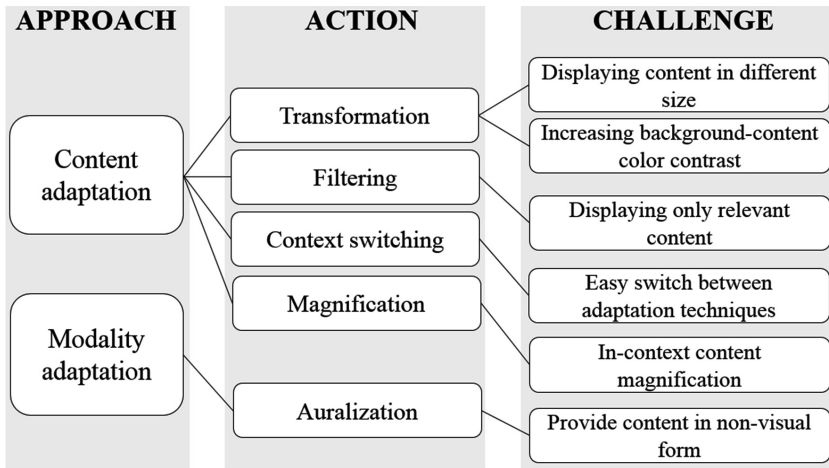 APPROACH
ACTION
CHALLENGE
Content
adaptation
Modality
adaptation
Transformation
Filtering
Context switching
Magnification
Auralization
Displaying content in different
size
Increasing background-content
color contrast
Displaying only relevant
content
Easy switch between
adaptation techniques
In-context content
magnification
Provide content in non-visual
form